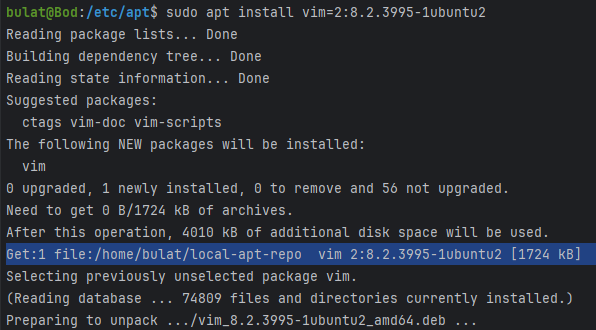 bulat@Bod:/etc/apt$ sudo apt install vim=2:8.2.3995-1ubuntu2
Reading package lists... Done
Building dependency tree... Done
Reading state information... Done
Suggested packages:
  ctags vim-doc vim-scripts
The following NEW packages will be installed:
  vim
0 upgraded, 1 newly installed, 0 to remove and 56 not upgraded.
Need to get 0 B/1724 kB of archives.
After this operation, 4010 kB of additional disk space will be used.
Get:1 file:/home/bulat/local-apt-repo  vim 2:8.2.3995-1ubuntu2 [1724 kB]
Selecting previously unselected package vim.
(Reading database ... 74809 files and directories currently installed.)
Preparing to unpack .../vim_8.2.3995-1ubuntu2_amd64.deb ...